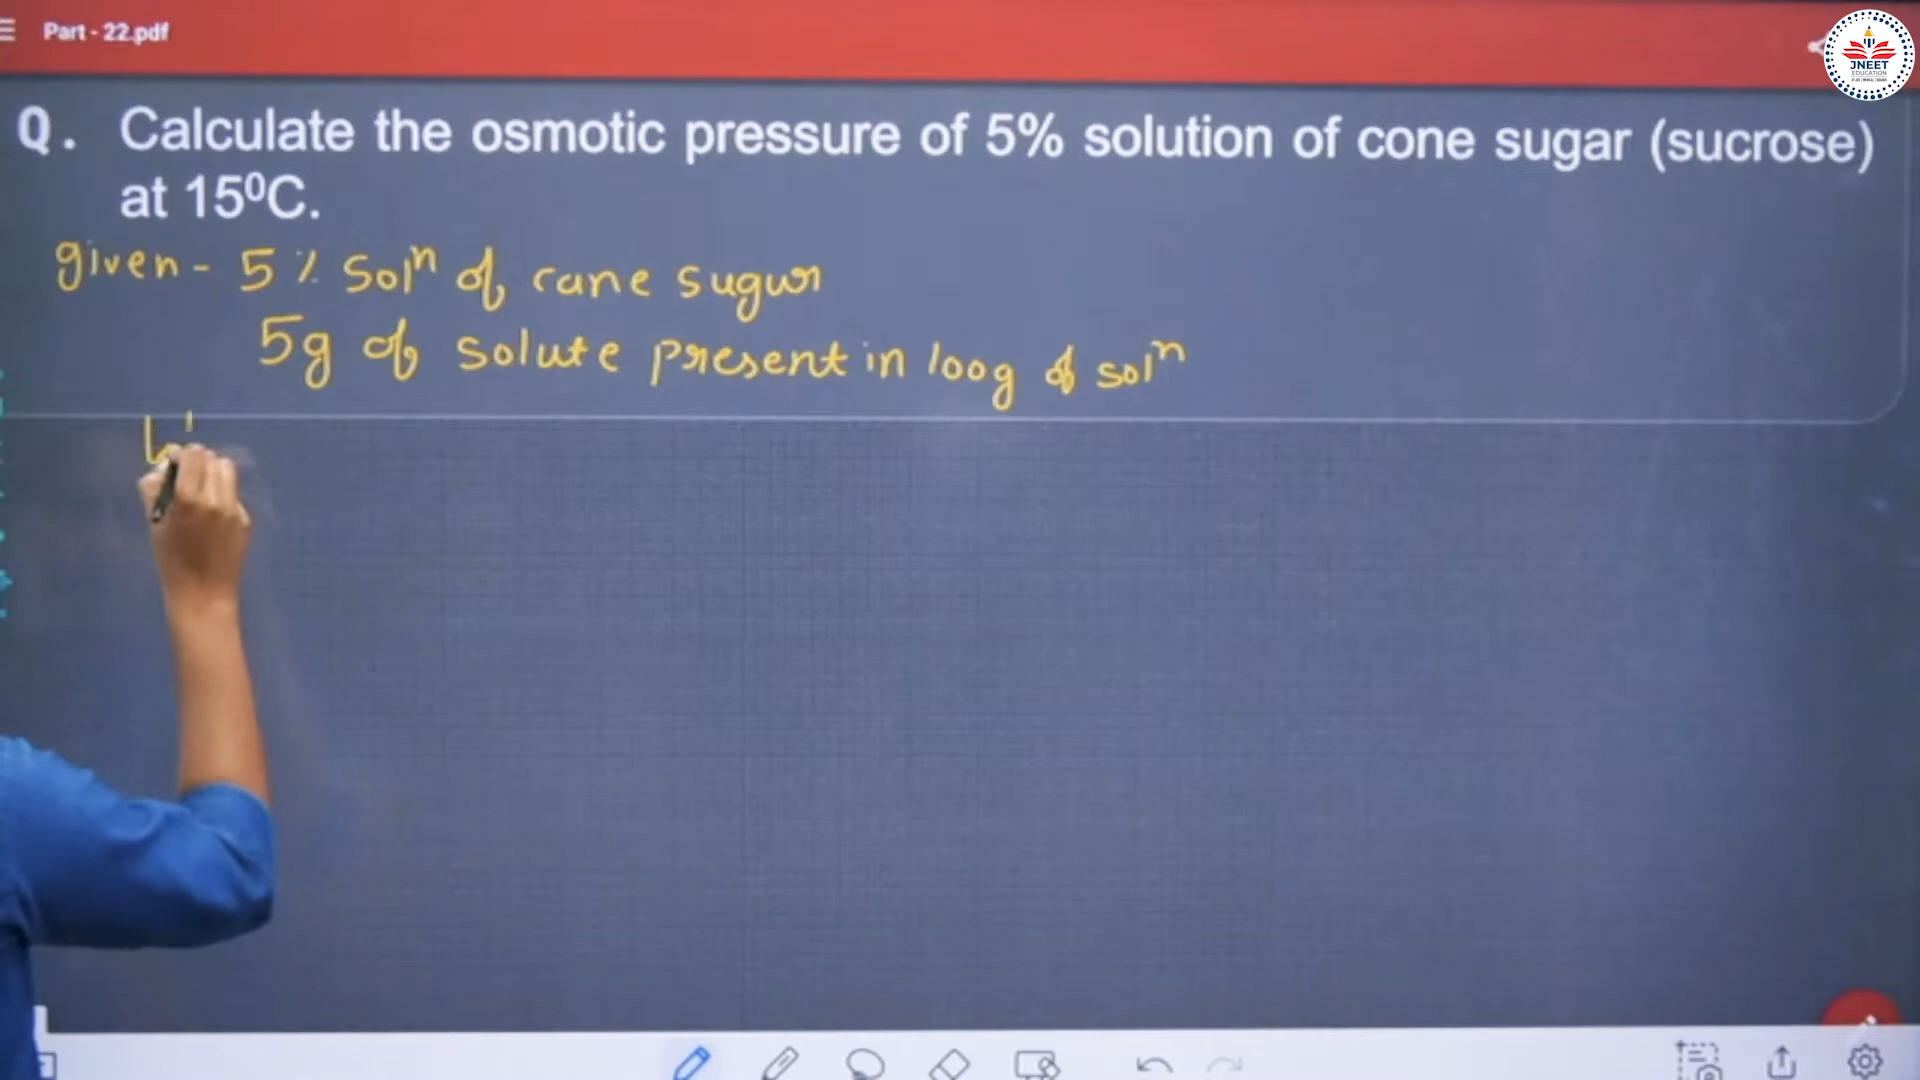 Part - 22.pdf
JNEET
EDUCATION
Q. Calculate the osmotic pressure of 5% solution of cone sugar (sucrose)
at 15⁰C.
given - 5 % Solⁿ of cane sugar
5g of solute present in 100g of solⁿ